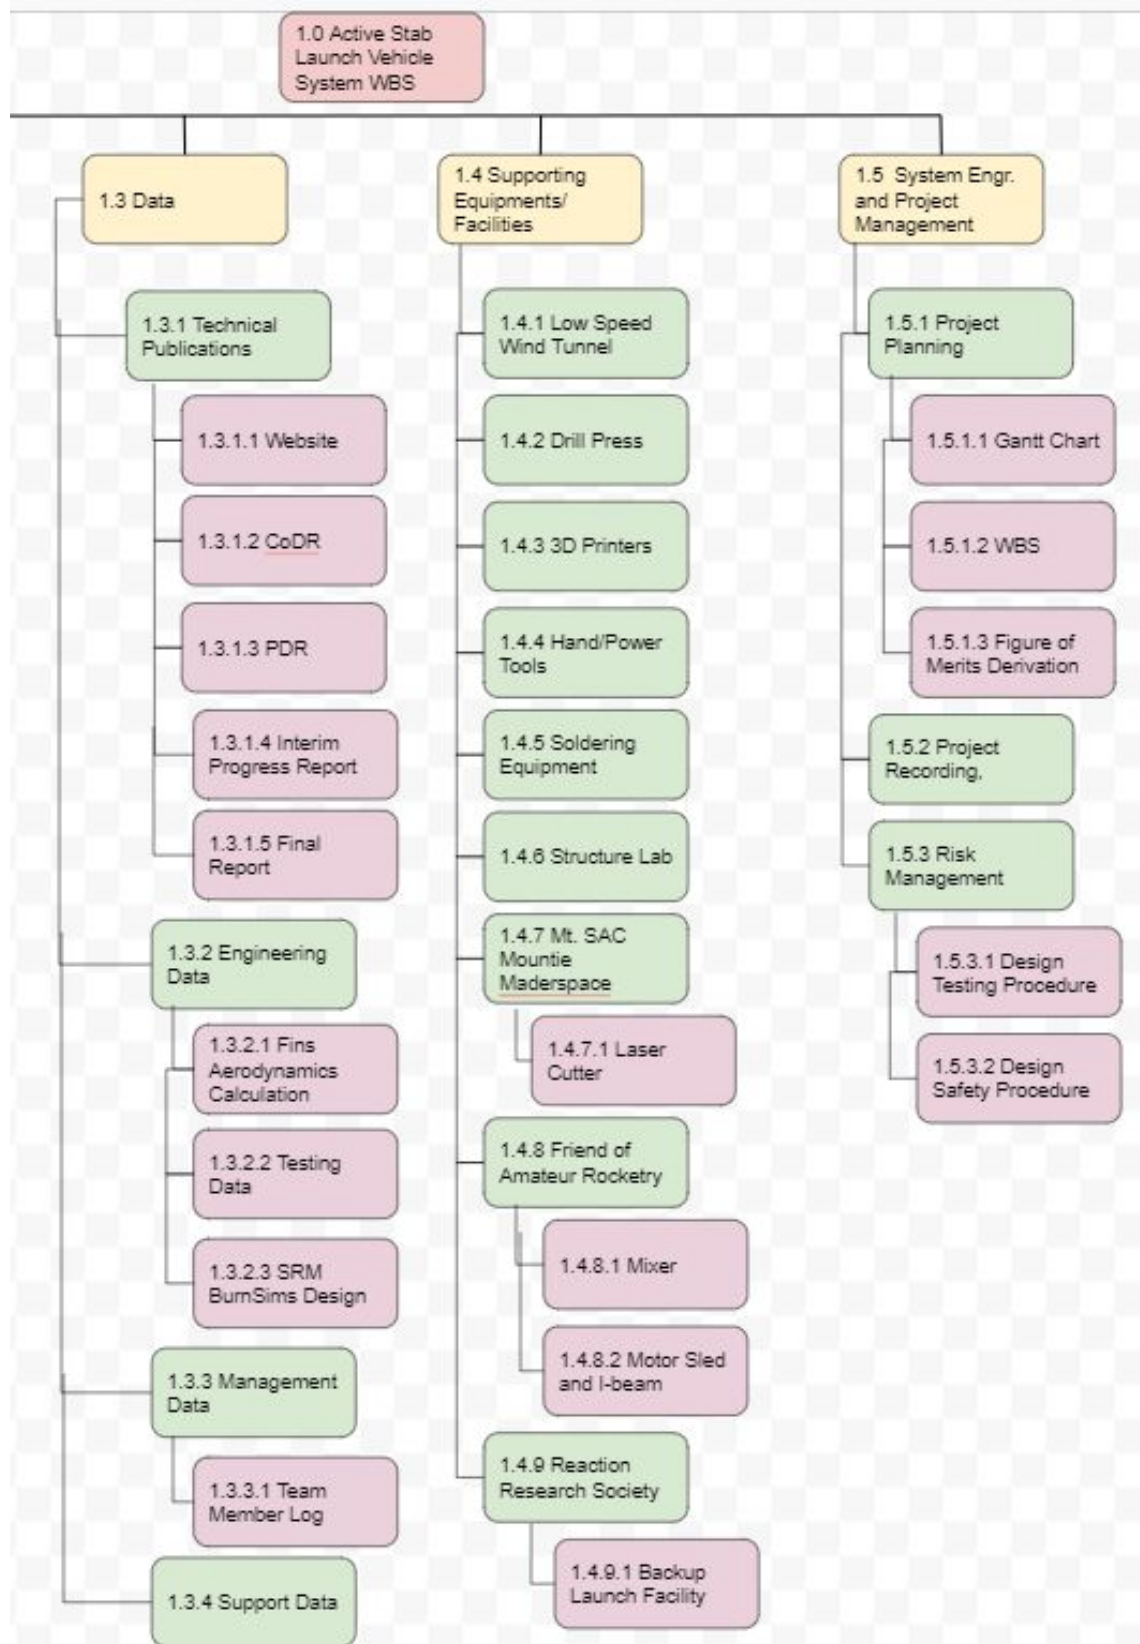 1.0 Active Stab
Launch Vehicle
System WBS
1.3 Data
1.3.1 Technical
Publications
1.3.1.1 Website
1.3.1.2 CoDR
1.3.1.3 PDR
1.3.1.4 Interim
Progress Report
1.3.1.5 Final
Report
1.3.2 Engineering
Data
1.3.2.1 Fins
Aerodynamics
Calculation
1.3.2.2 Testing
Data
1.3.2.3 SRM
BurnSims Design
1.3.3 Management
Data
1.3.3.1 Team
Member Log
1.3.4 Support Data
1.4 Supporting
Equipments/
Facilities
1.4.1 Low Speed
Wind Tunnel
1.4.2 Drill Press
1.4.3 3D Printers
1.4.4 Hand/Power
Tools
1.4.5 Soldering
Equipment
1.4.6 Structure Lab
1.4.7 Mt. SAC
Mountie
Maderspace
1.4.7.1 Laser
Cutter
1.4.8 Friend of
Amateur Rocketry
1.4.8.1 Mixer
1.4.8.2 Motor Sled
and I-beam
1.4.9 Reaction
Research Society
1.4.9.1 Backup
Launch Facility
1.5 System Engr.
and Project
Management
1.5.1 Project
Planning
1.5.1.1 Gantt Chart
1.5.1.2 WBS
1.5.1.3 Figure of
Merits Derivation
1.5.2 Project
Recording,
1.5.3 Risk
Management
1.5.3.1 Design
Testing Procedure
1.5.3.2 Design
Safety Procedure